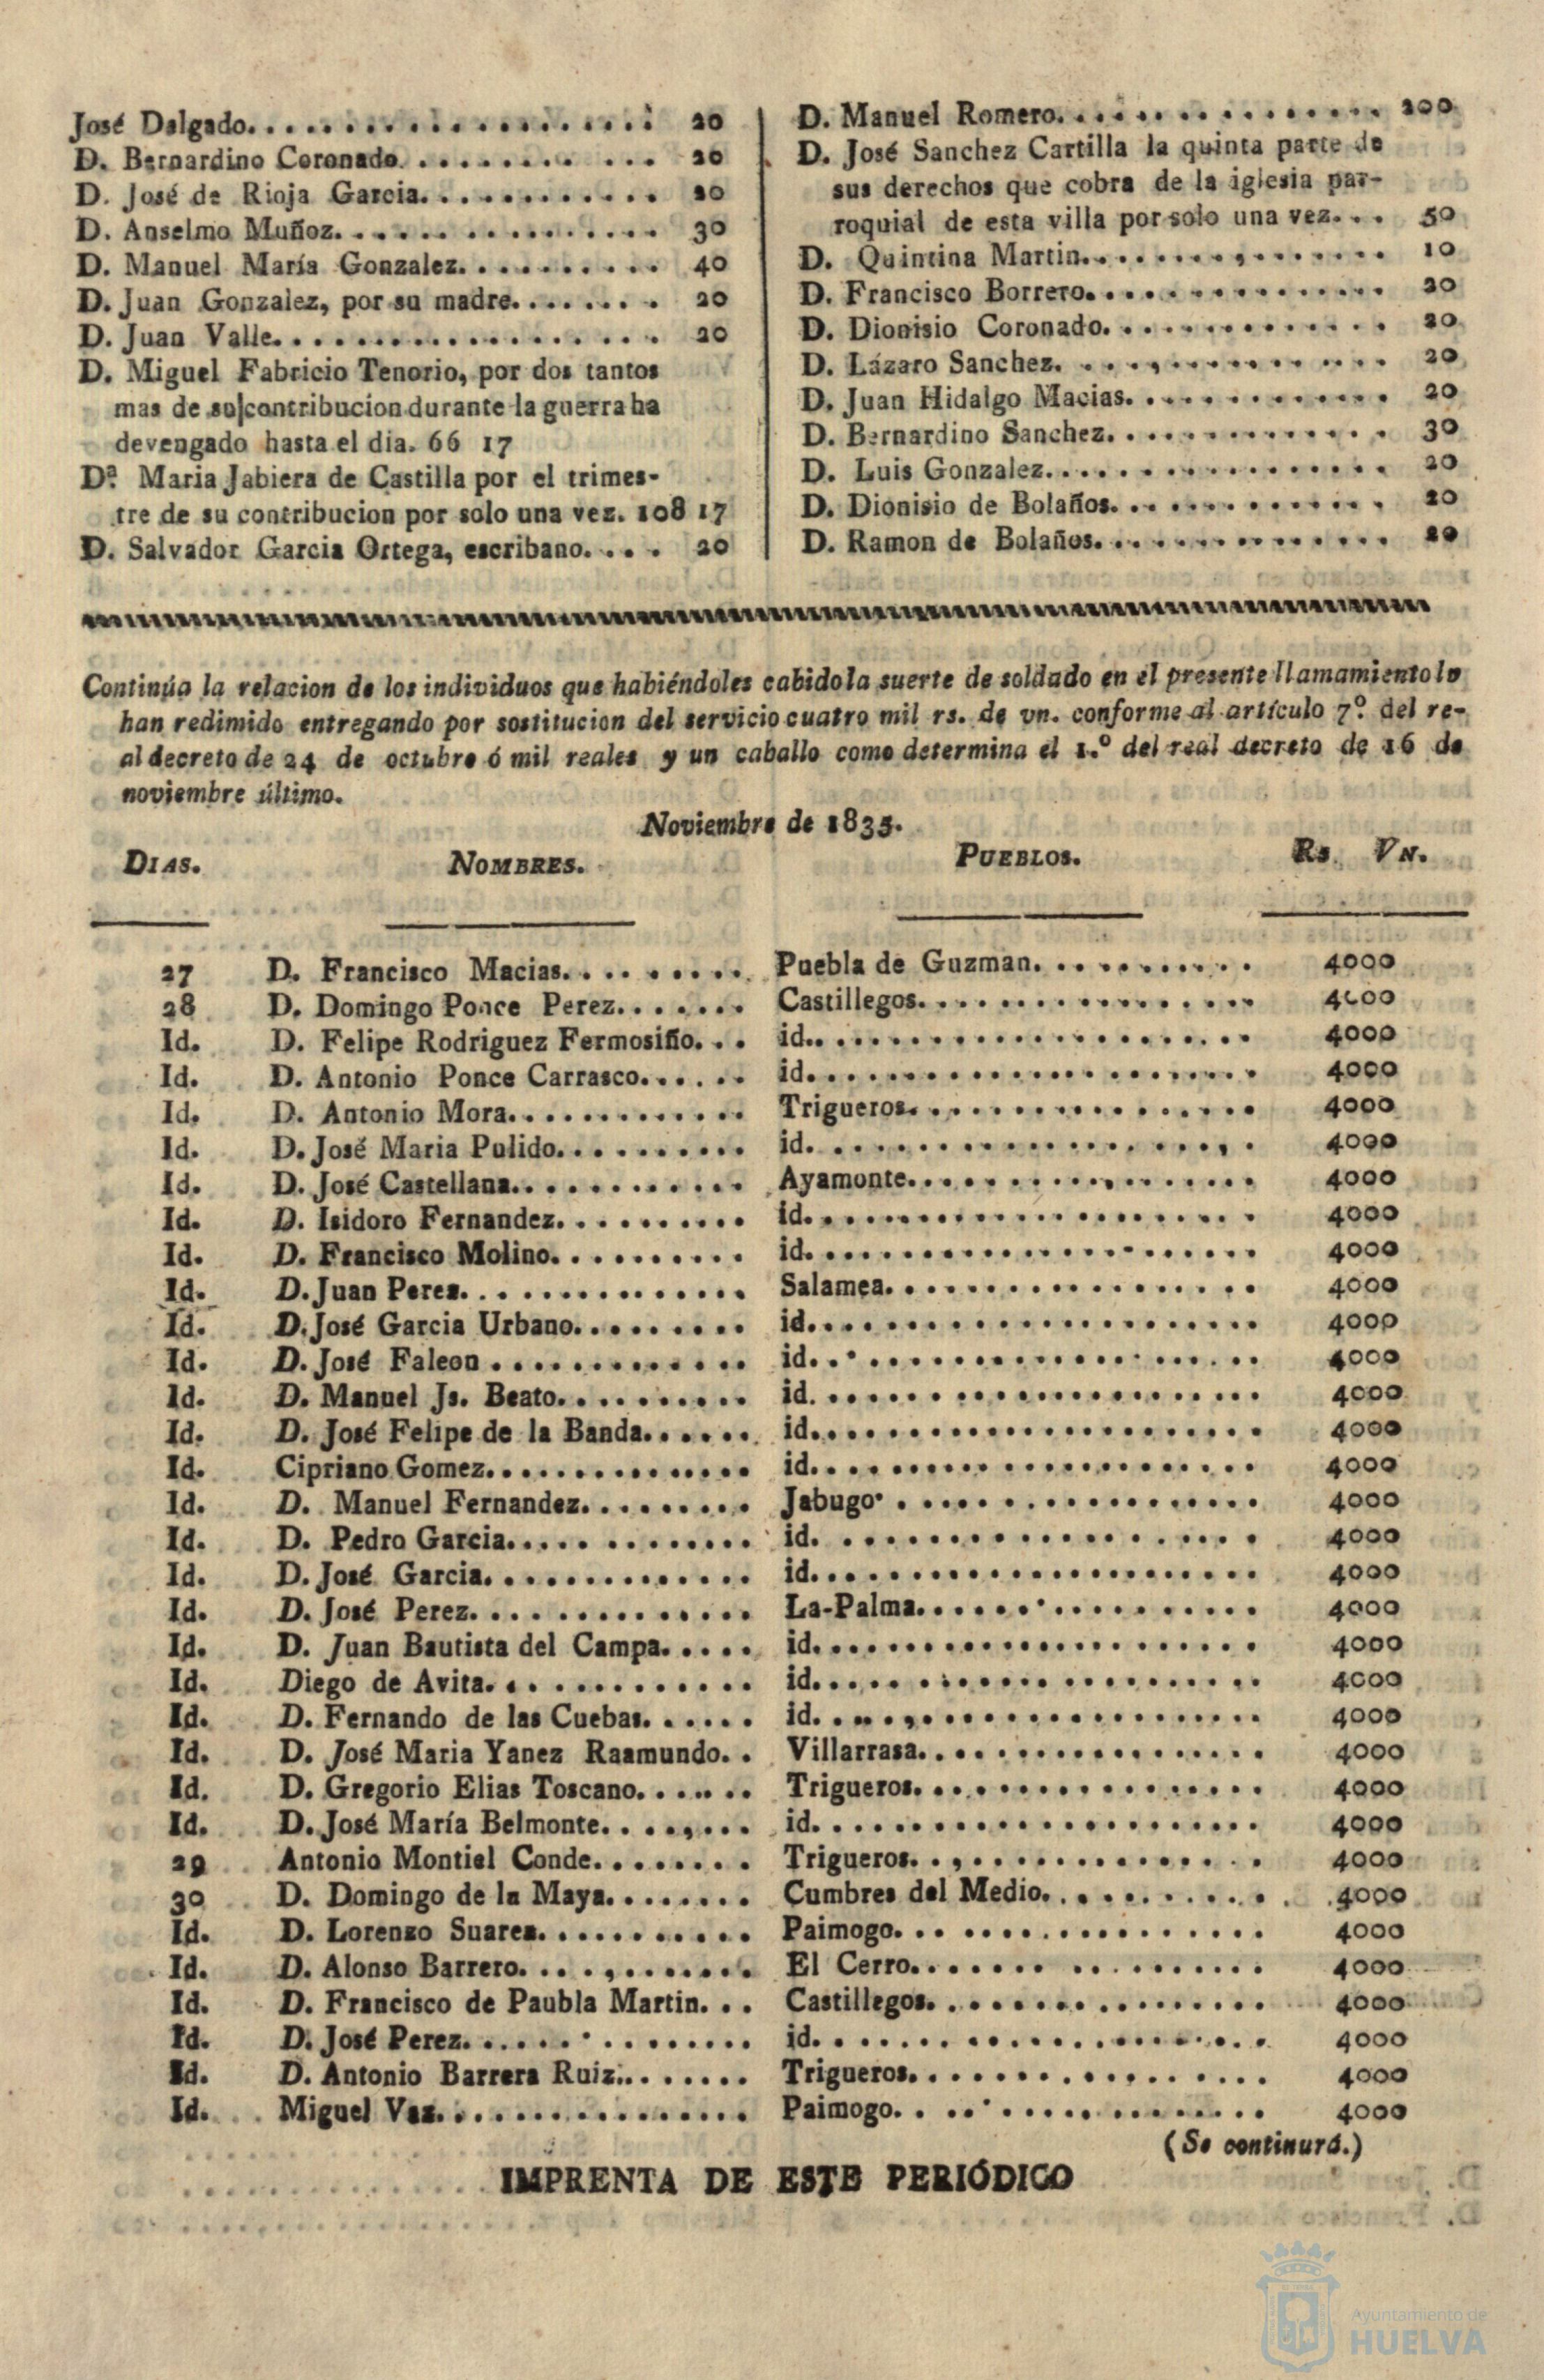 José Dalgado..................... 20
D. Bernardino Coronado............ 20
D. José de Rioja Garcia............ 20
D. Anselmo Muñoz................ 30
D. Manuel María Gonzalez.......... 40
D. Juan Gonzalez, por su madre........ 20
D. Juan Valle.................. 20
D. Miguel Fabricio Tenorio, por dos tantos
mas de su contribucion durante la guerra ha
devengado hasta el dia. 66 17
Dª Maria Jabiera de Castilla por el trimes-
tre de su contribucion por solo una vez. 108 17
D. Salvador Garcia Ortega, escribano.... 20
D. Manuel Romero................ 200
D. José Sanchez Cartilla la quinta parte de
sus derechos que cobra de la iglesia par-
roquial de esta villa por solo una vez... 50
D. Quintina Martin............... 10
D. Francisco Borrero............... 20
D. Dionisio Coronado............. 20
D. Lázaro Sanchez............... 20
D. Juan Hidalgo Macias............ 20
D. Bernardino Sanchez............. 30
D. Luis Gonzalez................. 20
D. Dionisio de Bolaños............. 20
D. Ramon de Bolaños.............. 20
Continúa la relacion de los individuos que habiéndoles cabido la suerte de soldado en el presente llamamiento lo
han redimido entregando por sostitucion del servicio cuatro mil rs. de vn. conforme al artículo 7º. del re-
al decreto de 24 de octubre ó mil reales y un caballo como determina el 1.º del real decreto de 16 de
noviembre último.
Noviembre de 1835.
DIAS. NOMBRES. PUEBLOS. Rs. VN.
27 D. Francisco Macias.......... Puebla de Guzman............ 4000
28 D. Domingo Ponce Perez....... Castillegos.................. 4000
Id. D. Felipe Rodriguez Fermosiño... id....................... 4000
Id. D. Antonio Ponce Carrasco...... id....................... 4000
Id. D. Antonio Mora............ Trigueros.................. 4000
Id. D. José Maria Pulido.......... id....................... 4000
Id. D. José Castellana............ Ayamonte.................. 4000
Id. D. Isidoro Fernandez.......... id....................... 4000
Id. D. Francisco Molino.......... id....................... 4000
Id. D. Juan Perez............... Salamea................... 4000
Id. D. José Garcia Urbano......... id....................... 4000
Id. D. José Faleon ............. id....................... 4000
Id. D. Manuel Js. Beato.......... id....................... 4000
Id. D. José Felipe de la Banda...... id....................... 4000
Id. Cipriano Gomez.............. id....................... 4000
Id. D. Manuel Fernandez......... Jabugo................... 4000
Id. D. Pedro Garcia............. id....................... 4000
Id. D. José Garcia.............. id....................... 4000
Id. D. José Perez............... La-Palma.................. 4000
Id. D. Juan Bautista del Campa..... id....................... 4000
Id. Diego de Avita.............. id....................... 4000
Id. D. Fernando de las Cuebas...... id....................... 4000
Id. D. José Maria Yanez Raamundo.. Villarrasa.................. 4000
Id. D. Gregorio Elias Toscano...... Trigueros.................. 4000
Id. D. José María Belmonte........ id....................... 4000
29 Antonio Montiel Conde........ Trigueros.................. 4000
30 D. Domingo de la Maya........ Cumbres del Medio........... 4000
Id. D. Lorenzo Suarez........... Paimogo................... 4000
Id. D. Alonso Barrero............ El Cerro.................. 4000
Id. D. Francisco de Paubla Martin... Castillegos................. 4000
Id. D. José Perez............... id....................... 4000
Id. D. Antonio Barrera Ruiz........ Trigueros.................. 4000
Id. Miguel Vaz................ Paimogo................... 4000
(Se continurá.)
IMPRENTA DE ESTE PERIÓDICO
Ayuntamiento de
HUELVA